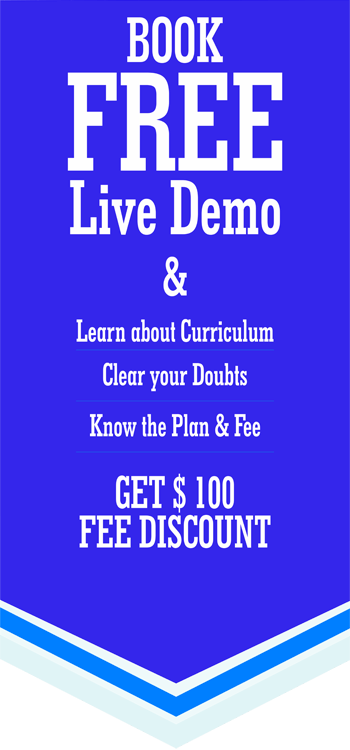 BOOK
FREE
Live Demo
&
Learn about Curriculum
Clear your Doubts
Know the Plan & Fee
GET $ 100
FEE DISCOUNT